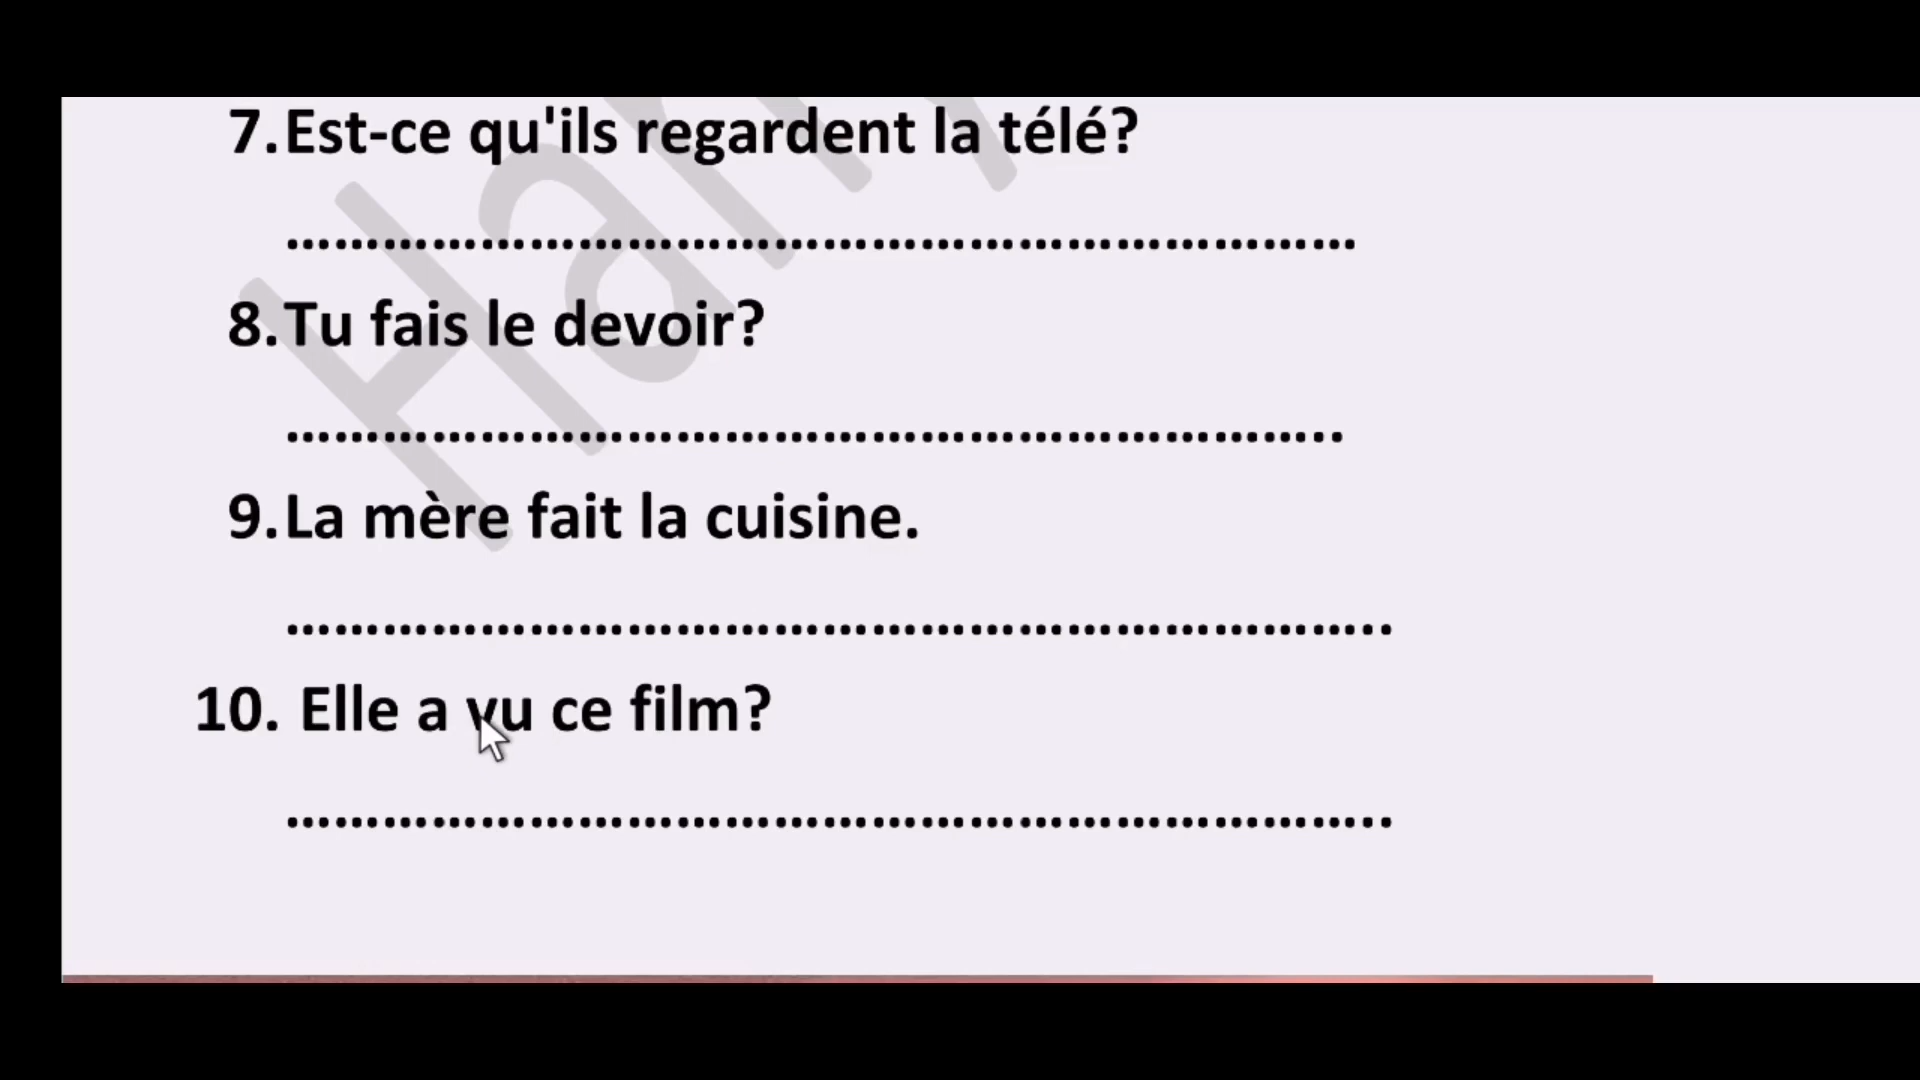 7.Est-ce qu'ils regardent la télé?
………………………………………………………………
8.Tu fais le devoir?
……………………………………………………………..
9.La mère fait la cuisine.
………………………………………………………………..
10. Elle a vu ce film?
………………………………………………………………..
Hany